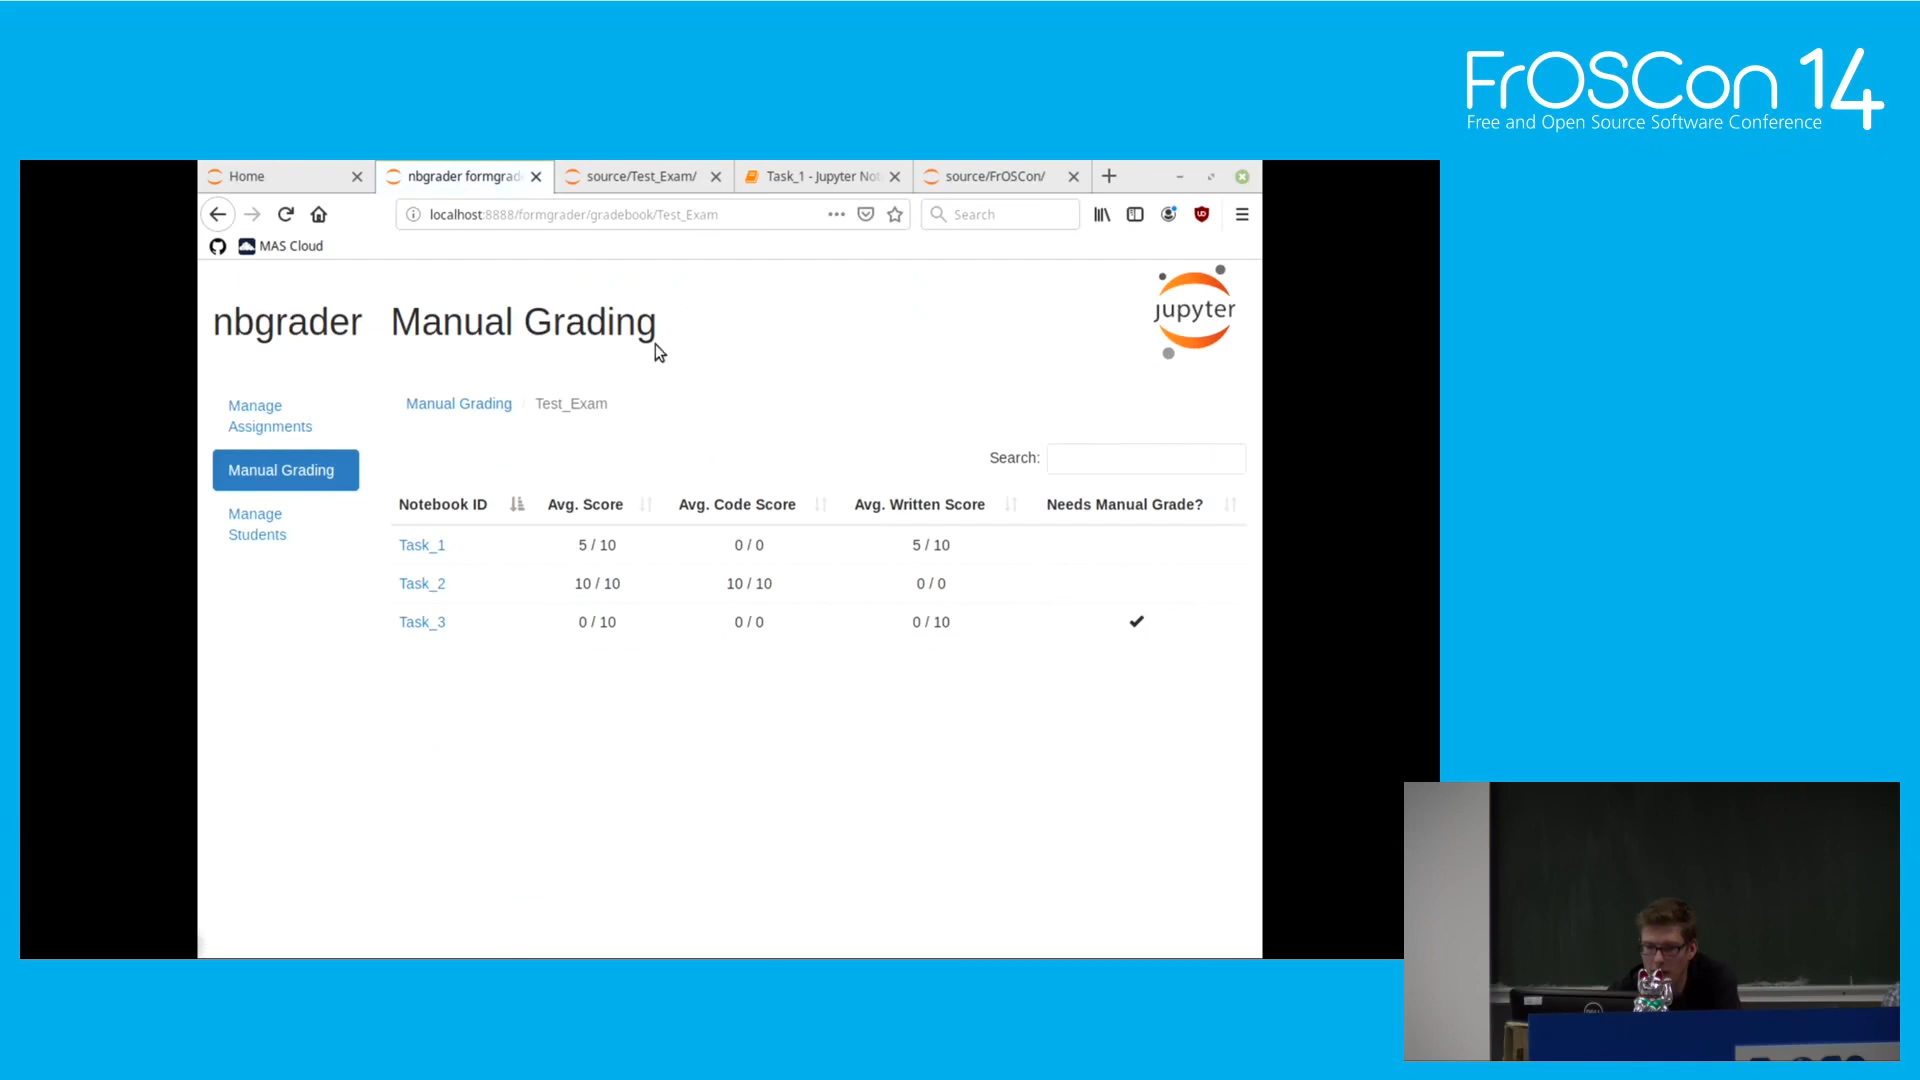 FrOSCon 14
Free and Open Source Software Conference
Home
nbgrader formgrad
source/Test_Exam/
Task_1 - Jupyter Not
source/FrOSCon/
localhost:8888/formgrader/gradebook/Test_Exam
Search
MAS Cloud
nbgrader Manual Grading
jupyter
Manage
Assignments
Manual Grading
Manage
Students
Manual Grading / Test_Exam
Search:
Notebook ID Avg. Score Avg. Code Score Avg. Written Score Needs Manual Grade?
Task_1 5 / 10 0 / 0 5 / 10
Task_2 10 / 10 10 / 10 0 / 0
Task_3 0 / 10 0 / 0 0 / 10
DELL